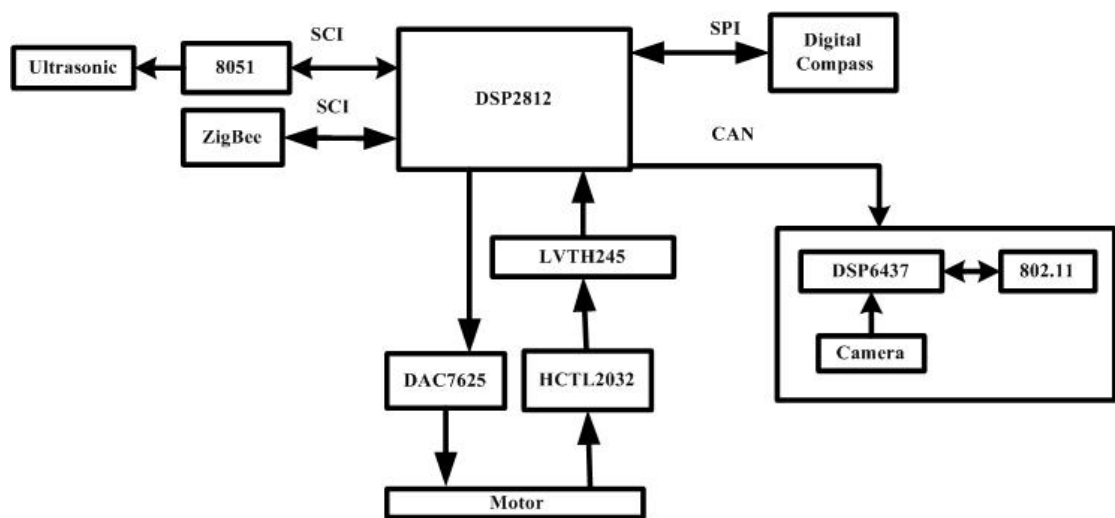 SCI
SPI
Ultrasonic
8051
DSP2812
Digital
Compass
SCI
ZigBee
CAN
LVTH245
DSP6437
802.11
Camera
DAC7625
HCTL2032
Motor